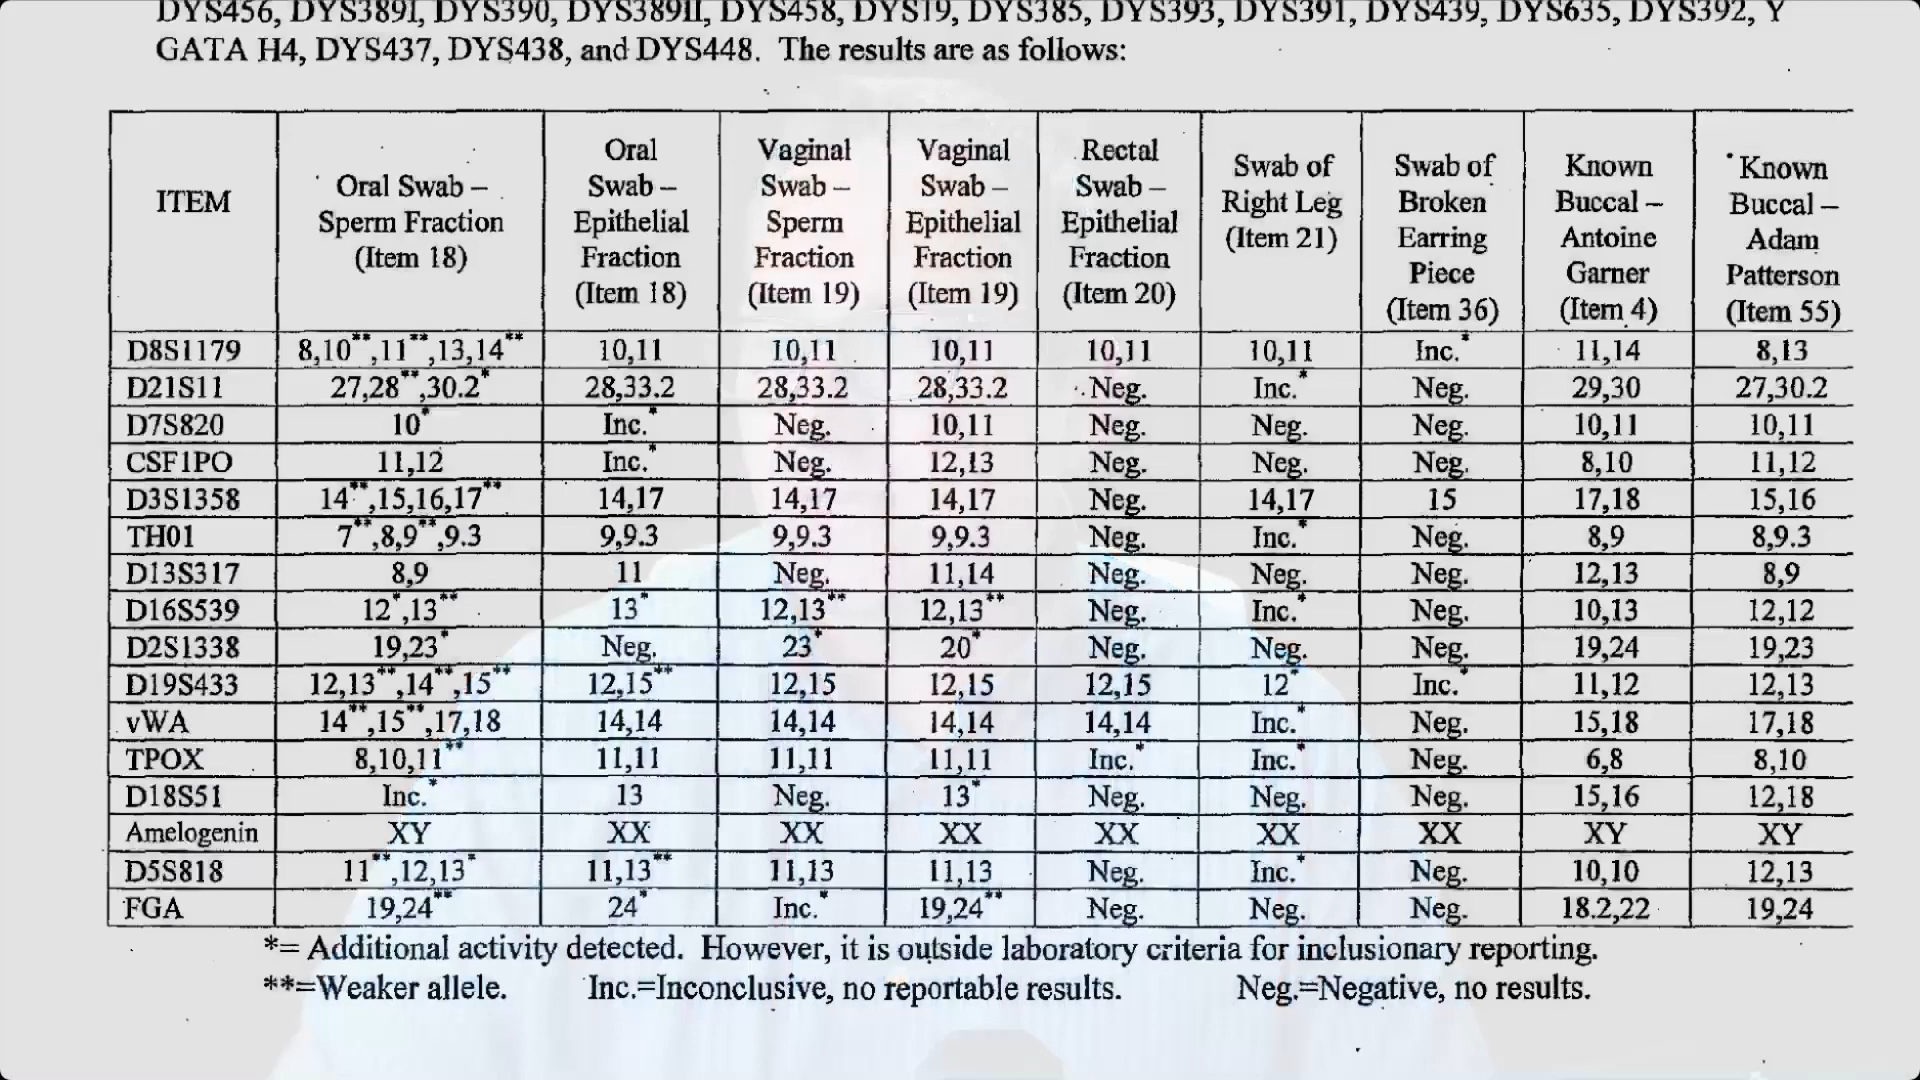 DYS456, DYS389I, DYS390, DYS389II, DYS458, DYS19, DYS385, DYS393, DYS391, DYS439, DYS635, DYS392, Y
GATA H4, DYS437, DYS438, and DYS448. The results are as follows:
ITEM Oral Swab – Sperm Fraction (Item 18) Oral Swab – Epithelial Fraction (Item 18) Vaginal Swab – Sperm Fraction (Item 19) Vaginal Swab – Epithelial Fraction (Item 19) Rectal Swab – Epithelial Fraction (Item 20) Swab of Right Leg (Item 21) Swab of Broken Earring Piece (Item 36) Known Buccal – Antoine Garner (Item 4) Known Buccal – Adam Patterson (Item 55)
D8S1179 8,10**,11**,13,14** 10,11 10,11 10,11 10,11 10,11 Inc.* 11,14 8,13
D21S11 27,28**,30.2* 28,33.2 28,33.2 28,33.2 Neg. Inc.* Neg. 29,30 27,30.2
D7S820 10* Inc.* Neg. 10,11 Neg. Neg. Neg. 10,11 10,11
CSF1PO 11,12 Inc.* Neg. 12,13 Neg. Neg. Neg. 8,10 11,12
D3S1358 14**,15,16,17** 14,17 14,17 14,17 Neg. 14,17 15 17,18 15,16
TH01 7**,8,9**,9.3 9,9.3 9,9.3 9,9.3 Neg. Inc.* Neg. 8,9 8,9.3
D13S317 8,9 11 Neg. 11,14 Neg. Neg. Neg. 12,13 8,9
D16S539 12*,13** 13* 12,13** 12,13** Neg. Inc.* Neg. 10,13 12,12
D2S1338 19,23* Neg. 23* 20* Neg. Neg. Neg. 19,24 19,23
D19S433 12,13**,14**,15** 12,15** 12,15 12,15 12,15 12* Inc.* 11,12 12,13
vWA 14**,15**,17,18 14,14 14,14 14,14 14,14 Inc.* Neg. 15,18 17,18
TPOX 8,10,11** 11,11 11,11 11,11 Inc.* Inc.* Neg. 6,8 8,10
D18S51 Inc.* 13 Neg. 13* Neg. Neg. Neg. 15,16 12,18
Amelogenin XY XX XX XX XX XX XX XY XY
D5S818 11**,12,13* 11,13** 11,13 11,13 Neg. Inc.* Neg. 10,10 12,13
FGA 19,24** 24* Inc.* 19,24** Neg. Neg. Neg. 18.2,22 19,24
*= Additional activity detected. However, it is outside laboratory criteria for inclusionary reporting.
**=Weaker allele. Inc.=Inconclusive, no reportable results. Neg.=Negative, no results.